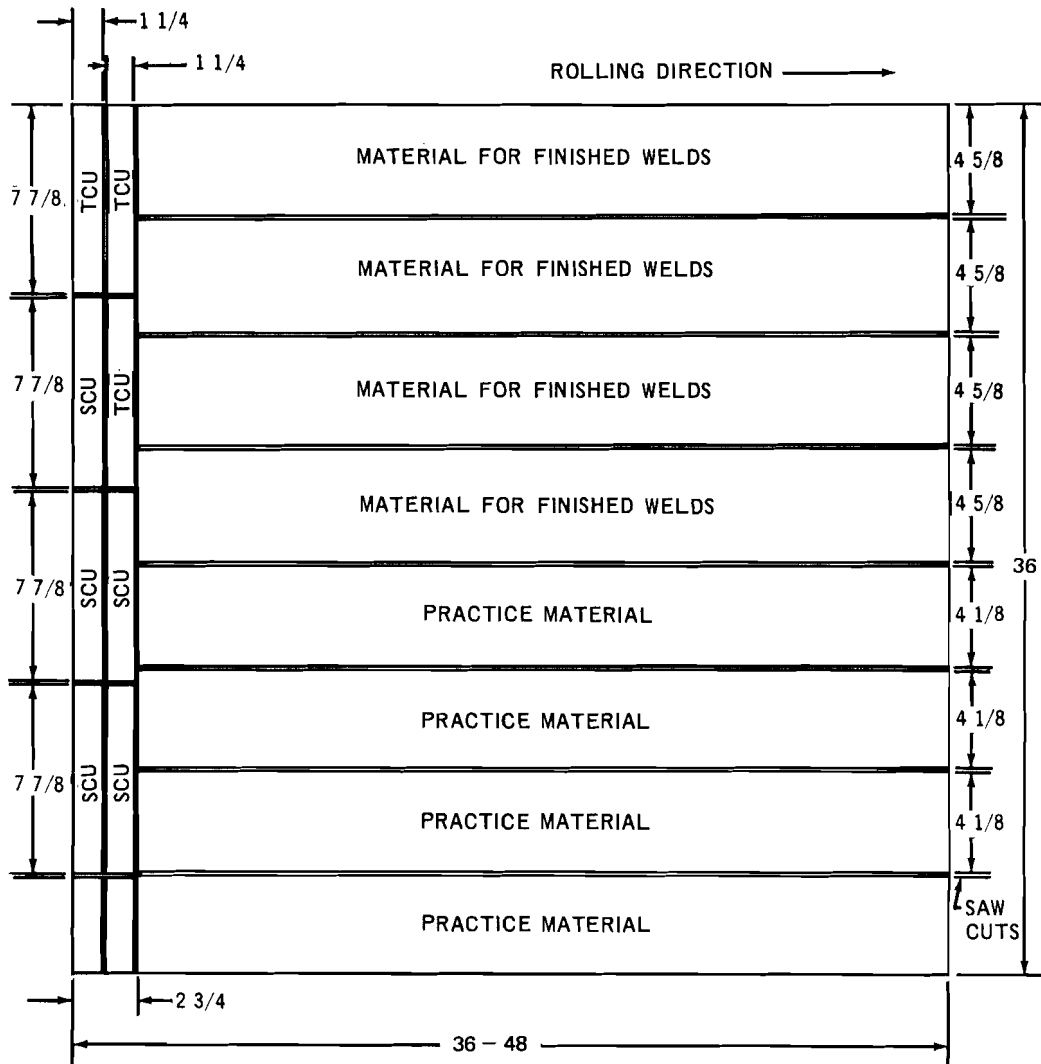 1 1/4
1 1/4
ROLLING DIRECTION
TCU
TCU
MATERIAL FOR FINISHED WELDS
4 5/8
7 7/8
MATERIAL FOR FINISHED WELDS
4 5/8
SCU
TCU
7 7/8
MATERIAL FOR FINISHED WELDS
4 5/8
MATERIAL FOR FINISHED WELDS
4 5/8
36
SCU
SCU
7 7/8
PRACTICE MATERIAL
4 1/8
PRACTICE MATERIAL
4 1/8
SCU
SCU
7 7/8
PRACTICE MATERIAL
4 1/8
SAW
CUTS
PRACTICE MATERIAL
2 3/4
36 – 48